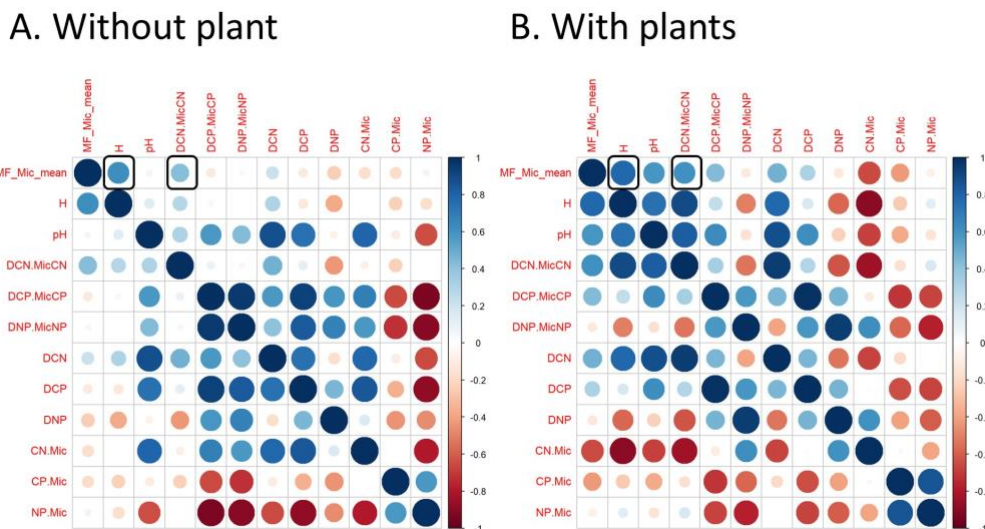 A. Without plant
B. With plants
MF_Mic_mean
H
pH
DCN.MicCN
DCP.MicCP
DNP.MicNP
DCN
DCP
DNP
CN.Mic
CP.Mic
NP.Mic
MF_Mic_mean
H
pH
DCN.MicCN
DCP.MicCP
DNP.MicNP
DCN
DCP
DNP
CN.Mic
CP.Mic
NP.Mic
1
0.8
0.6
0.4
0.2
0
-0.2
-0.4
-0.6
-0.8
-1
MF_Mic_mean
H
pH
DCN.MicCN
DCP.MicCP
DNP.MicNP
DCN
DCP
DNP
CN.Mic
CP.Mic
NP.Mic
MF_Mic_mean
H
pH
DCN.MicCN
DCP.MicCP
DNP.MicNP
DCN
DCP
DNP
CN.Mic
CP.Mic
NP.Mic
1